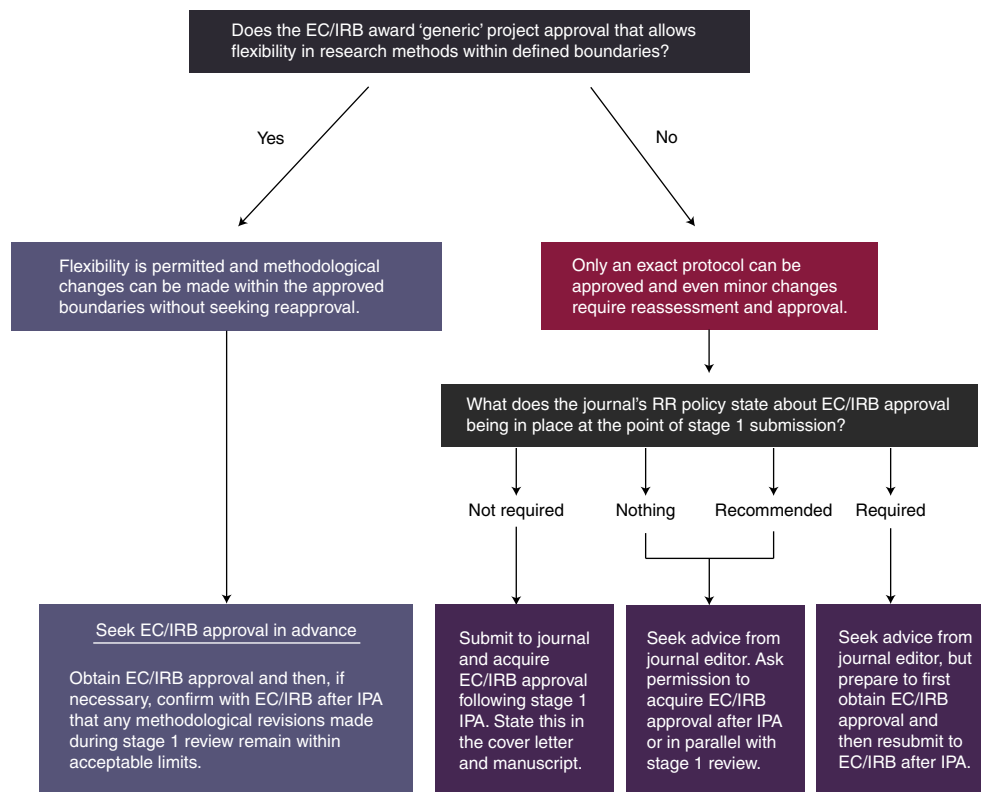 Does the EC/IRB award ‘generic’ project approval that allows
flexibility in research methods within defined boundaries?
Yes
No
Flexibility is permitted and methodological
changes can be made within the approved
boundaries without seeking reapproval.
Only an exact protocol can be
approved and even minor changes
require reassessment and approval.
What does the journal’s RR policy state about EC/IRB approval
being in place at the point of stage 1 submission?
Not required
Nothing
Recommended
Required
Seek EC/IRB approval in advance
Obtain EC/IRB approval and then, if
necessary, confirm with EC/IRB after IPA
that any methodological revisions made
during stage 1 review remain within
acceptable limits.
Submit to journal
and acquire
EC/IRB approval
following stage 1
IPA. State this in
the cover letter
and manuscript.
Seek advice from
journal editor. Ask
permission to
acquire EC/IRB
approval after IPA
or in parallel with
stage 1 review.
Seek advice from
journal editor, but
prepare to first
obtain EC/IRB
approval and
then resubmit to
EC/IRB after IPA.